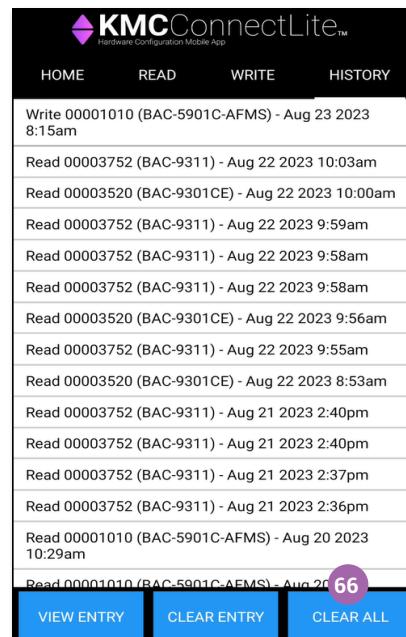 KMCConnectLite™
Hardware Configuration Mobile App
HOME READ WRITE HISTORY
Write 00001010 (BAC-5901C-AFMS) - Aug 23 2023
8:15am
Read 00003752 (BAC-9311) - Aug 22 2023 10:03am
Read 00003520 (BAC-9301CE) - Aug 22 2023 10:00am
Read 00003752 (BAC-9311) - Aug 22 2023 9:59am
Read 00003752 (BAC-9311) - Aug 22 2023 9:58am
Read 00003752 (BAC-9311) - Aug 22 2023 9:58am
Read 00003520 (BAC-9301CE) - Aug 22 2023 9:56am
Read 00003752 (BAC-9311) - Aug 22 2023 9:55am
Read 00003520 (BAC-9301CE) - Aug 22 2023 8:53am
Read 00003752 (BAC-9311) - Aug 21 2023 2:40pm
Read 00003752 (BAC-9311) - Aug 21 2023 2:40pm
Read 00003752 (BAC-9311) - Aug 21 2023 2:37pm
Read 00003752 (BAC-9311) - Aug 21 2023 2:36pm
Read 00001010 (BAC-5901C-AFMS) - Aug 20 2023
10:29am
Read 00001010 (BAC-5901C-AFMS) - Aug 20
66
VIEW ENTRY CLEAR ENTRY CLEAR ALL